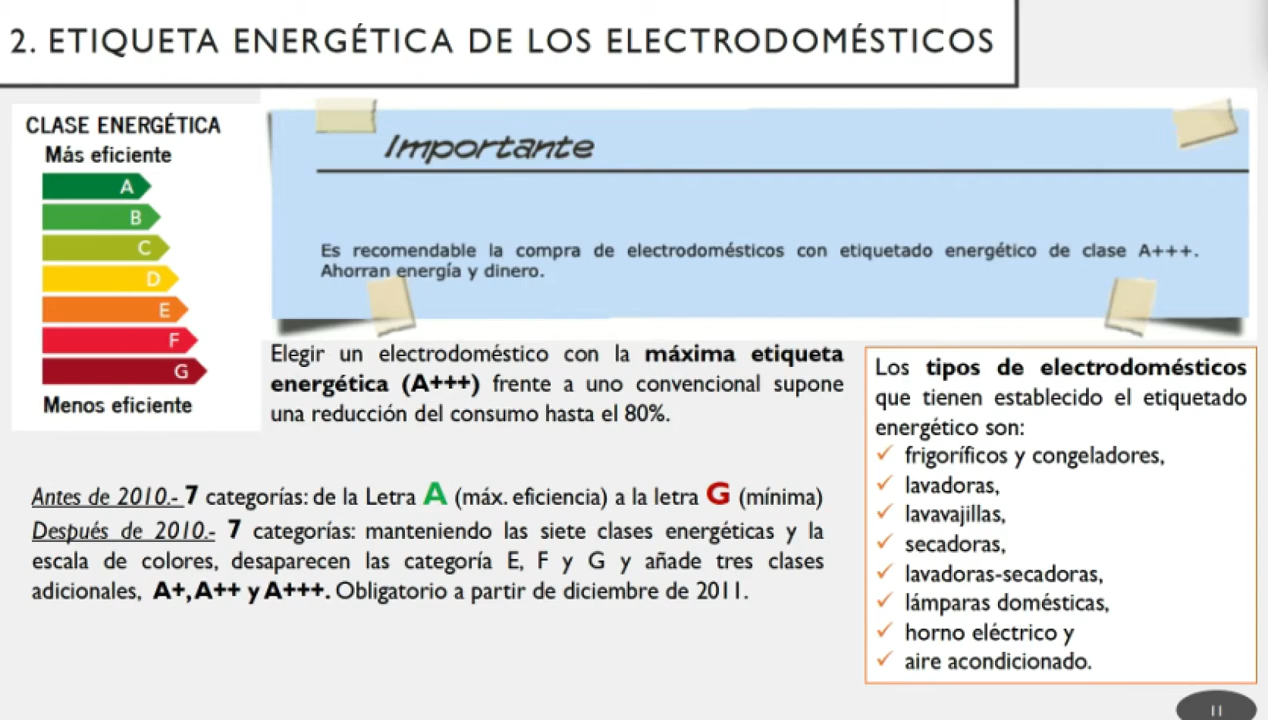 2. ETIQUETA ENERGÉTICA DE LOS ELECTRODOMÉSTICOS
CLASE ENERGÉTICA
Más eficiente
A
B
C
D
E
F
G
Menos eficiente
Importante
Es recomendable la compra de electrodomésticos con etiquetado energético de clase A+++.
Ahorran energía y dinero.
Elegir un electrodoméstico con la máxima etiqueta
energética (A+++) frente a uno convencional supone
una reducción del consumo hasta el 80%.
Antes de 2010.- 7 categorías: de la Letra A (máx. eficiencia) a la letra G (mínima)
Después de 2010.- 7 categorías: manteniendo las siete clases energéticas y la
escala de colores, desaparecen las categoría E, F y G y añade tres clases
adicionales, A+, A++ y A+++. Obligatorio a partir de diciembre de 2011.
Los tipos de electrodomésticos
que tienen establecido el etiquetado
energético son:
✓ frigoríficos y congeladores,
✓ lavadoras,
✓ lavavajillas,
✓ secadoras,
✓ lavadoras-secadoras,
✓ lámparas domésticas,
✓ horno eléctrico y
✓ aire acondicionado.
11